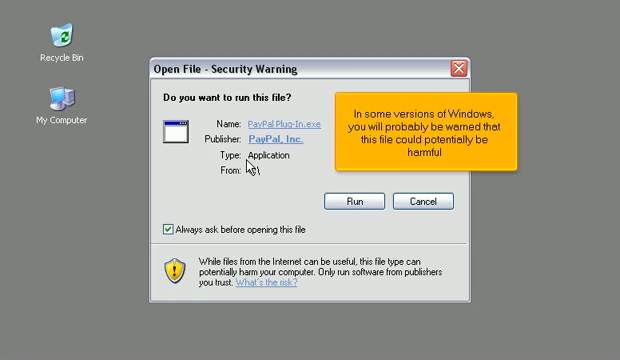 Recycle Bin
My Computer
Open File - Security Warning
Do you want to run this file?
Name: PayPal Plug-In.exe
Publisher: PayPal, Inc.
Type: Application
From: \
Run
Cancel
Always ask before opening this file
While files from the Internet can be useful, this file type can
potentially harm your computer. Only run software from publishers
you trust. What's the risk?
In some versions of Windows,
you will probably be warned that
this file could potentially be
harmful